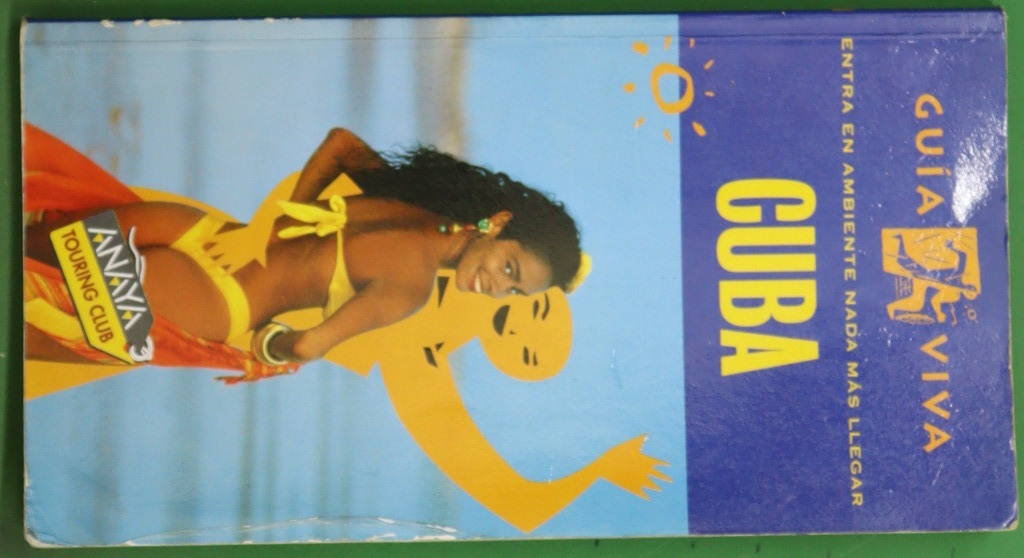 GUÍA VIVA
ENTRA EN AMBIENTE NADA MÁS LLEGAR
CUBA
ANAYA
TOURING CLUB